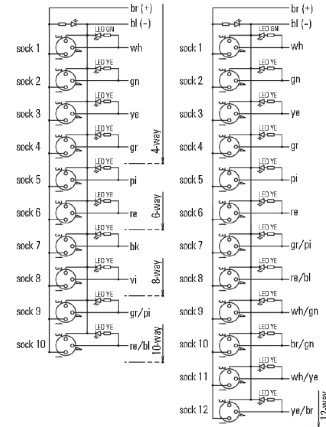 br (+)
bl (−)
LED GN
sock 1
wh
LED YE
sock 2
gn
LED YE
sock 3
ye
LED YE
sock 4
gr
4-way
LED YE
sock 5
pi
LED YE
sock 6
re
6-way
LED YE
sock 7
bk
LED YE
sock 8
vi
8-way
LED YE
sock 9
gr/pi
LED YE
sock 10
re/bl
10-way
br (+)
bl (−)
LED GN
sock 1
wh
LED YE
sock 2
gn
LED YE
sock 3
ye
LED YE
sock 4
gr
LED YE
sock 5
pi
LED YE
sock 6
re
LED YE
sock 7
gr/pi
LED YE
sock 8
re/bl
LED YE
sock 9
wh/gn
LED YE
sock 10
br/gn
LED YE
sock 11
wh/ye
LED YE
sock 12
ye/br
12-way